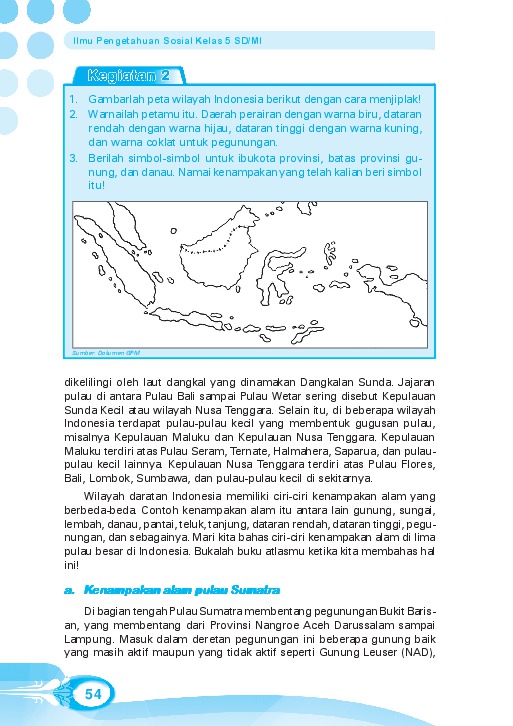 Ilmu Pengetahuan Sosial Kelas 5 SD/MI
Kegiatan 2
1. Gambarlah peta wilayah Indonesia berikut dengan cara menjiplak!
2. Warnailah petamu itu. Daerah perairan dengan warna biru, dataran
rendah dengan warna hijau, dataran tinggi dengan warna kuning,
dan warna coklat untuk pegunungan.
3. Berilah simbol-simbol untuk ibukota provinsi, batas provinsi gu-
nung, dan danau. Namai kenampakan yang telah kalian beri simbol
itu!
Sumber: Dokumen GPM
dikelilingi oleh laut dangkal yang dinamakan Dangkalan Sunda. Jajaran
pulau di antara Pulau Bali sampai Pulau Wetar sering disebut Kepulauan
Sunda Kecil atau wilayah Nusa Tenggara. Selain itu, di beberapa wilayah
Indonesia terdapat pulau-pulau kecil yang membentuk gugusan pulau,
misalnya Kepulauan Maluku dan Kepulauan Nusa Tenggara. Kepulauan
Maluku terdiri atas Pulau Seram, Ternate, Halmahera, Saparua, dan pulau-
pulau kecil lainnya. Kepulauan Nusa Tenggara terdiri atas Pulau Flores,
Bali, Lombok, Sumbawa, dan pulau-pulau kecil di sekitarnya.
Wilayah daratan Indonesia memiliki ciri-ciri kenampakan alam yang
berbeda-beda. Contoh kenampakan alam itu antara lain gunung, sungai,
lembah, danau, pantai, teluk, tanjung, dataran rendah, dataran tinggi, pegu-
nungan, dan sebagainya. Mari kita bahas ciri-ciri kenampakan alam di lima
pulau besar di Indonesia. Bukalah buku atlasmu ketika kita membahas hal
ini!
a. Kenampakan alam pulau Sumatra
Di bagian tengah Pulau Sumatra membentang pegunungan Bukit Baris-
an, yang membentang dari Provinsi Nangroe Aceh Darussalam sampai
Lampung. Masuk dalam deretan pegunungan ini beberapa gunung baik
yang masih aktif maupun yang tidak aktif seperti Gunung Leuser (NAD),
54